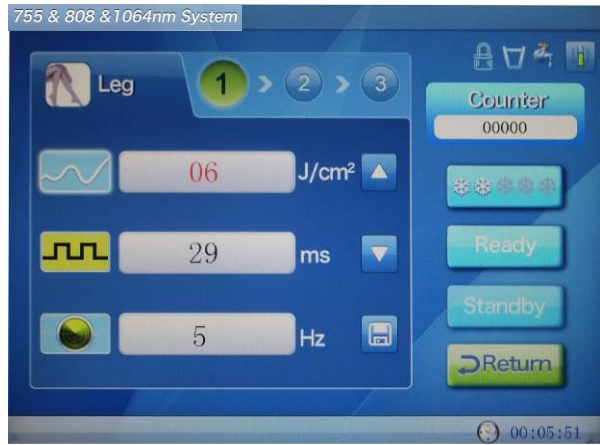 755 & 808 &1064nm System
Leg
1 > 2 > 3
Counter
00000
06 J/cm²
29 ms
Ready
5 Hz
Standby
Return
00:05:51